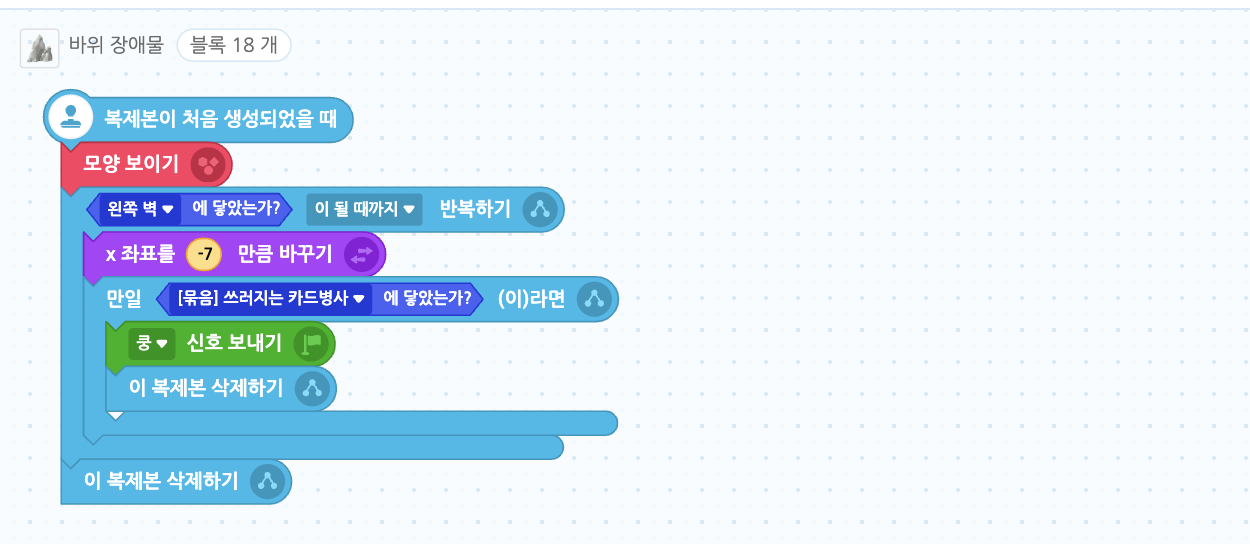 바위 장애물 블록 18 개
복제본이 처음 생성되었을 때
모양 보이기
왼쪽 벽 에 닿았는가? 이 될 때까지 반복하기
x 좌표를 -7 만큼 바꾸기
만일 [묶음] 쓰러지는 카드병사 에 닿았는가? (이)라면
쿵 신호 보내기
이 복제본 삭제하기
이 복제본 삭제하기